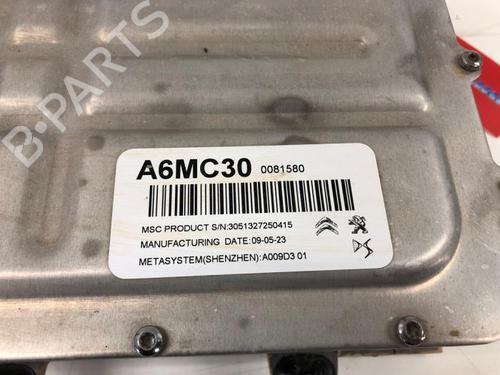 B-PARTS
A6MC30 0081580
MSC PRODUCT S/N:3051327250415
MANUFACTURING DATE:09-05-23
METASYSTEM(SHENZHEN):A009D3 01